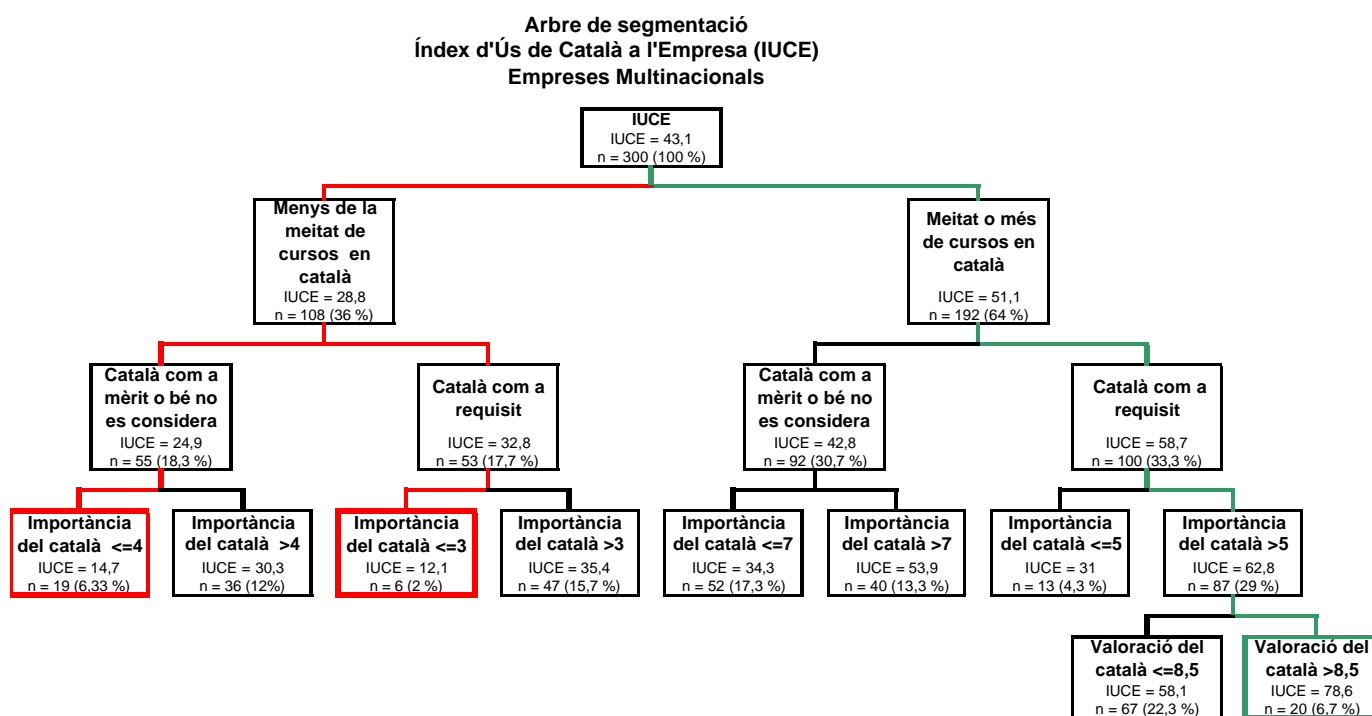 Arbre de segmentació
Índex d'Ús de Català a l'Empresa (IUCE)
Empreses Multinacionals
IUCE
IUCE = 43,1
n = 300 (100 %)
Menys de la
meitat de
cursos  en
català
IUCE = 28,8
n = 108 (36 %)
Meitat o més
de cursos en
català
IUCE = 51,1
n = 192 (64 %)
Català com a
mèrit o bé no
es considera
IUCE = 24,9
n = 55 (18,3 %)
Català com a
requisit
IUCE = 32,8
n = 53 (17,7 %)
Català com a
mèrit o bé no
es considera
IUCE = 42,8
n = 92 (30,7 %)
Català com a
requisit
IUCE = 58,7
n = 100 (33,3 %)
Importància
del català  <=4
IUCE = 14,7
n = 19 (6,33 %)
Importància
del català  >4
IUCE = 30,3
n = 36 (12%)
Importància
del català <=3
IUCE = 12,1
n = 6 (2 %)
Importància
del català >3
IUCE = 35,4
n = 47 (15,7 %)
Importància
del català <=7
IUCE = 34,3
n = 52 (17,3 %)
Importància
del català >7
IUCE = 53,9
n = 40 (13,3 %)
Importància
del català <=5
IUCE = 31
n = 13 (4,3 %)
Importància
del català >5
IUCE = 62,8
n = 87 (29 %)
Valoració del
català <=8,5
IUCE = 58,1
n = 67 (22,3 %)
Valoració del
català >8,5
IUCE = 78,6
n = 20 (6,7 %)